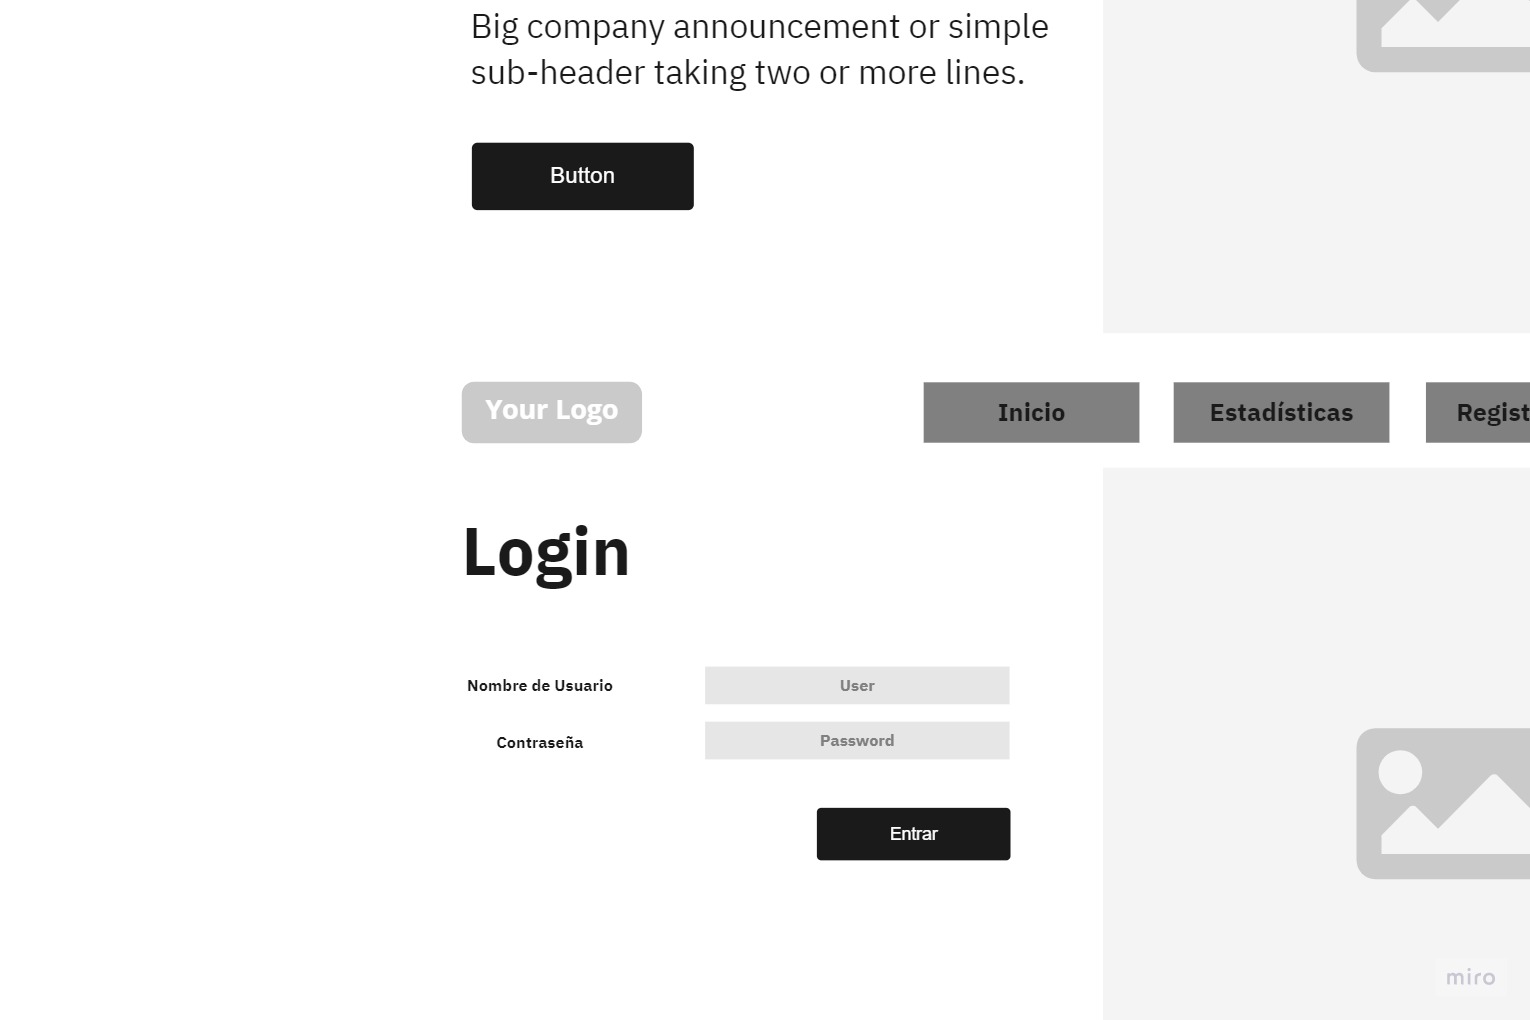 Big company announcement or simple
sub-header taking two or more lines.
Button
Your Logo
Inicio
Estadísticas
Regist
Login
Nombre de Usuario
User
Contraseña
Password
Entrar
miro